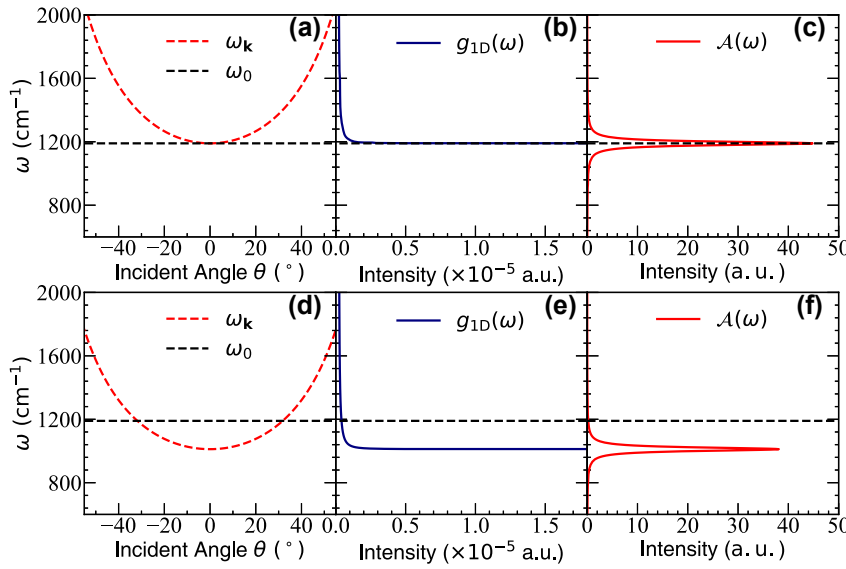 (a)
(b)
(c)
2000
1600
1200
800
ω (cm⁻¹)
ω_k
ω_0
g_1D(ω)
𝒜(ω)
−40 −20 0 20 40
Incident Angle θ (°)
0.0 0.5 1.0 1.5
Intensity (×10⁻⁵ a.u.)
0 10 20 30 40 50
Intensity (a. u.)
(d)
(e)
(f)
2000
1600
1200
800
ω (cm⁻¹)
ω_k
ω_0
g_1D(ω)
𝒜(ω)
−40 −20 0 20 40
Incident Angle θ (°)
0.0 0.5 1.0 1.5
Intensity (×10⁻⁵ a.u.)
0 10 20 30 40 50
Intensity (a. u.)